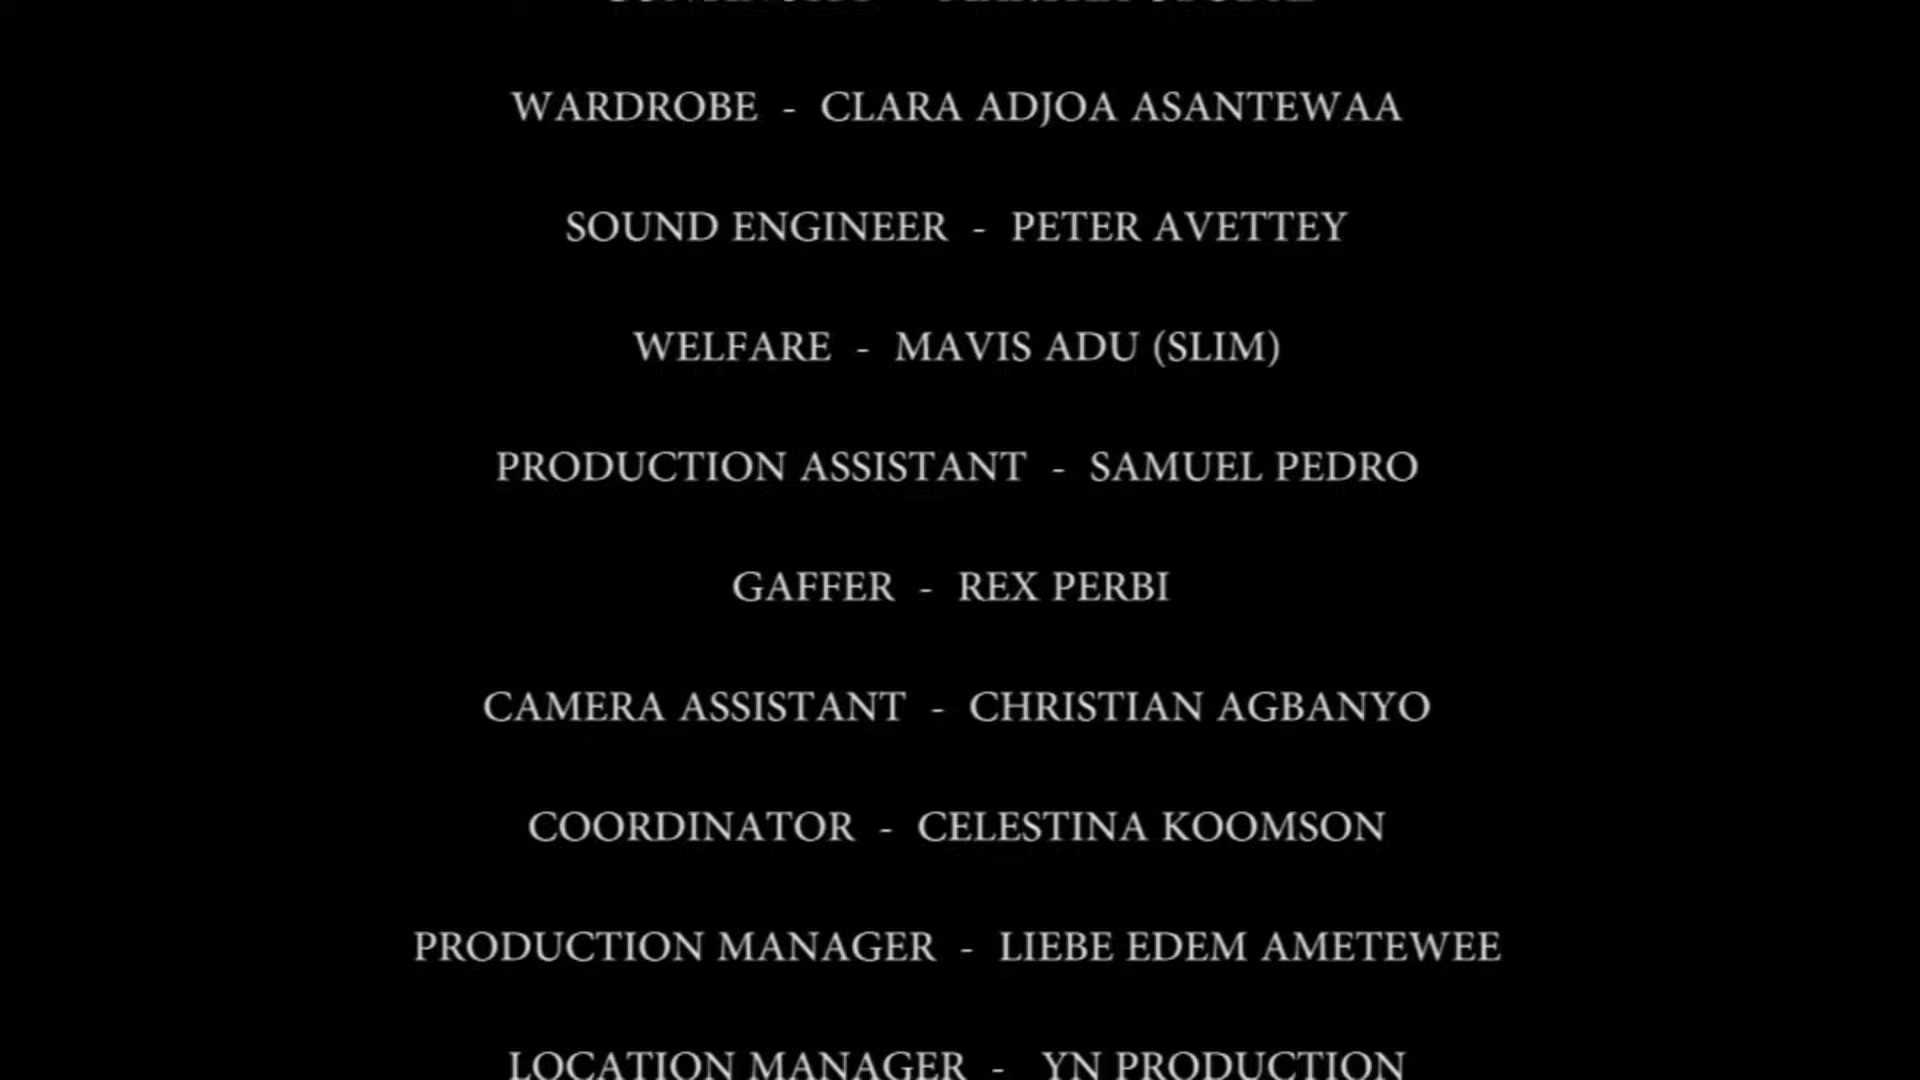 WARDROBE - CLARA ADJOA ASANTEWAA
SOUND ENGINEER - PETER AVETTEY
WELFARE - MAVIS ADU (SLIM)
PRODUCTION ASSISTANT - SAMUEL PEDRO
GAFFER - REX PERBI
CAMERA ASSISTANT - CHRISTIAN AGBANYO
COORDINATOR - CELESTINA KOOMSON
PRODUCTION MANAGER - LIEBE EDEM AMETEWEE
LOCATION MANAGER - YN PRODUCTION